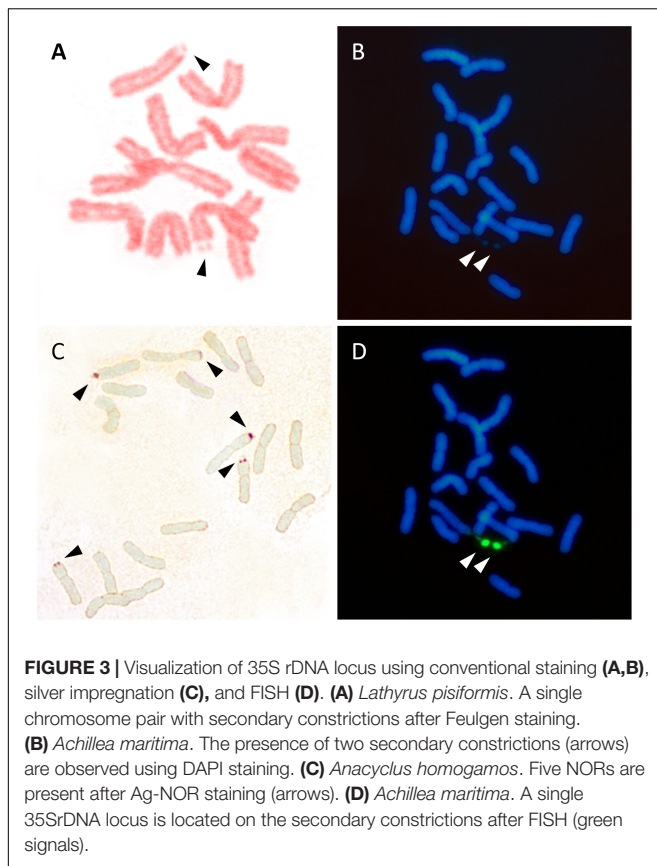 A
B
C
D
FIGURE 3 | Visualization of 35S rDNA locus using conventional staining (A,B),
silver impregnation (C), and FISH (D). (A) Lathyrus pisiformis. A single
chromosome pair with secondary constrictions after Feulgen staining.
(B) Achillea maritima. The presence of two secondary constrictions (arrows)
are observed using DAPI staining. (C) Anacyclus homogamos. Five NORs are
present after Ag-NOR staining (arrows). (D) Achillea maritima. A single
35SrDNA locus is located on the secondary constrictions after FISH (green
signals).